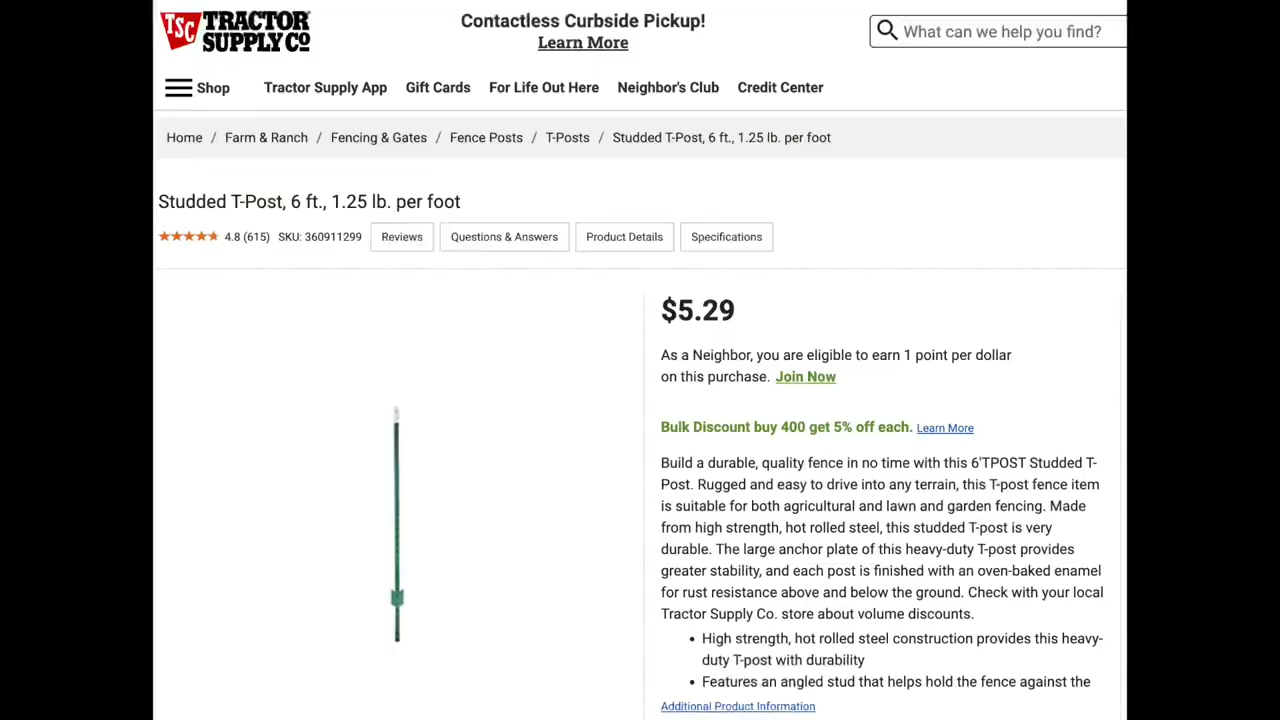 TSC TRACTOR SUPPLY CO
Contactless Curbside Pickup!
Learn More
What can we help you find?
Shop Tractor Supply App Gift Cards For Life Out Here Neighbor's Club Credit Center
Home / Farm & Ranch / Fencing & Gates / Fence Posts / T-Posts / Studded T-Post, 6 ft., 1.25 lb. per foot
Studded T-Post, 6 ft., 1.25 lb. per foot
4.8 (615) SKU: 360911299 Reviews Questions & Answers Product Details Specifications
$5.29
As a Neighbor, you are eligible to earn 1 point per dollar
on this purchase. Join Now
Bulk Discount buy 400 get 5% off each. Learn More
Build a durable, quality fence in no time with this 6'TPOST Studded T-
Post. Rugged and easy to drive into any terrain, this T-post fence item
is suitable for both agricultural and lawn and garden fencing. Made
from high strength, hot rolled steel, this studded T-post is very
durable. The large anchor plate of this heavy-duty T-post provides
greater stability, and each post is finished with an oven-baked enamel
for rust resistance above and below the ground. Check with your local
Tractor Supply Co. store about volume discounts.
• High strength, hot rolled steel construction provides this heavy-
duty T-post with durability
• Features an angled stud that helps hold the fence against the
Additional Product Information